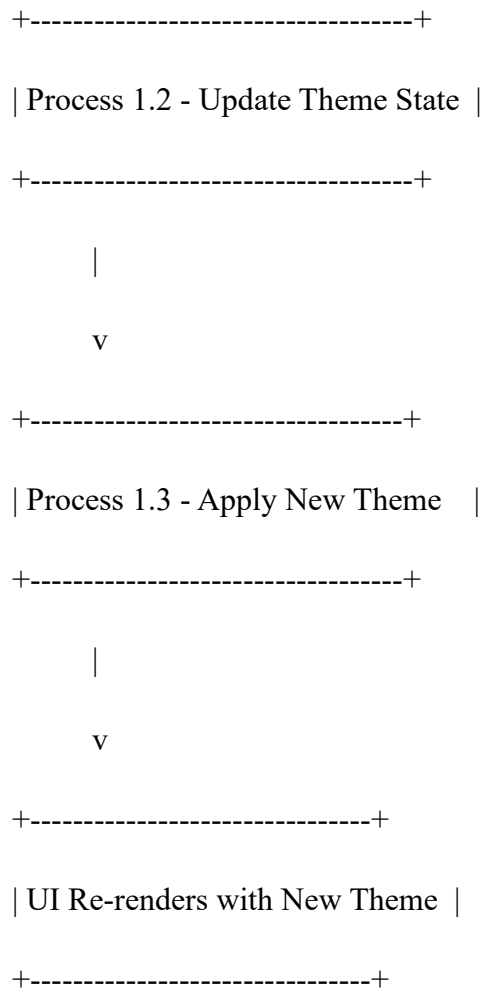 +------------------------------------+
| Process 1.2 - Update Theme State |
+------------------------------------+
|
v
+-----------------------------------+
| Process 1.3 - Apply New Theme |
+-----------------------------------+
|
v
+--------------------------------+
| UI Re-renders with New Theme |
+--------------------------------+